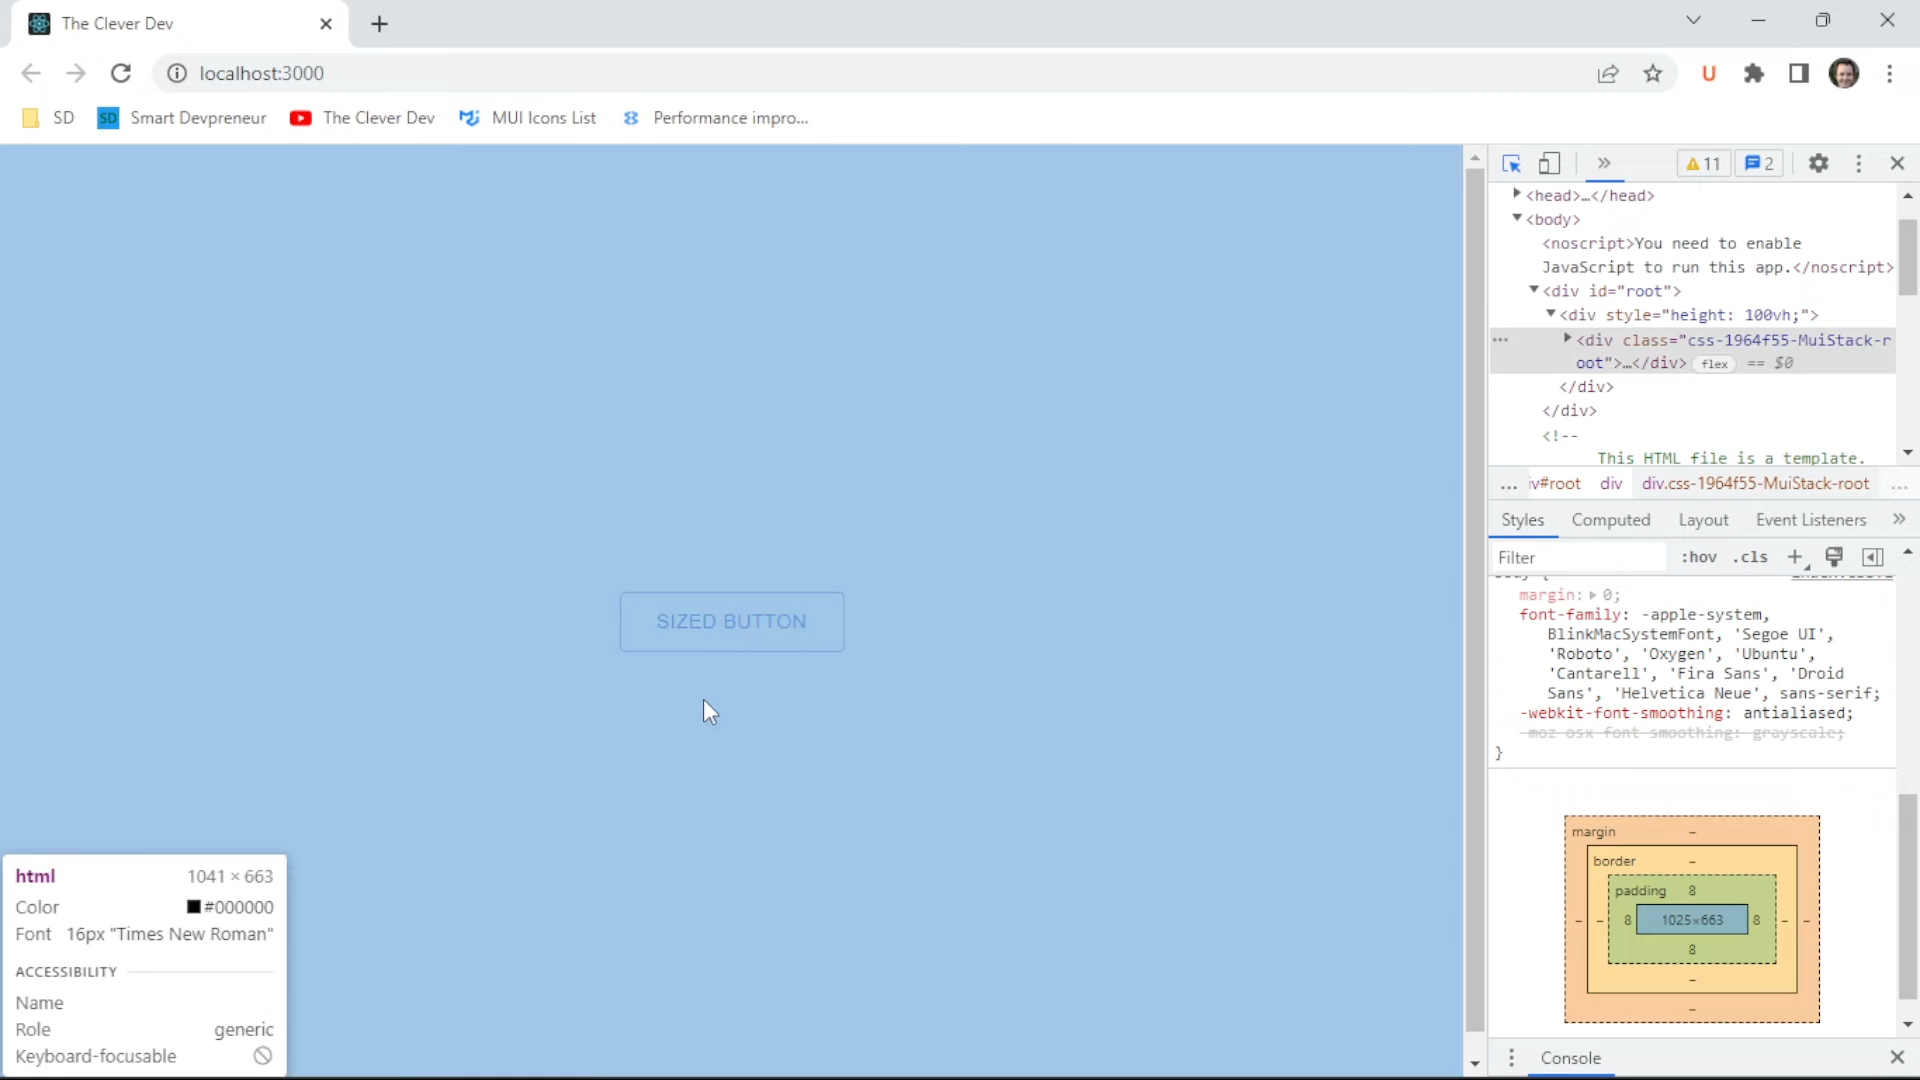 The Clever Dev
localhost:3000
U
SD
SD Smart Devpreneur
The Clever Dev
MUI Icons List
Performance impro...
11
2
<head>…</head>
<body>
<noscript>You need to enable
JavaScript to run this app.</noscript>
<div id="root">
<div style="height: 100vh;">
<div class="css-1964f55-MuiStack-r
oot">…</div> flex == $0
</div>
</div>
<!--
This HTML file is a template.
... iv#root div div.css-1964f55-MuiStack-root ...
Styles Computed Layout Event Listeners
Filter :hov .cls
margin: 0;
font-family: -apple-system,
BlinkMacSystemFont, 'Segoe UI',
'Roboto', 'Oxygen', 'Ubuntu',
'Cantarell', 'Fira Sans', 'Droid
Sans', 'Helvetica Neue', sans-serif;
-webkit-font-smoothing: antialiased;
-moz-osx-font-smoothing: grayscale;
}
SIZED BUTTON
margin –
border –
padding 8
– – 8 1025×663 8 – –
8
–
–
html 1041 × 663
Color #000000
Font 16px "Times New Roman"
ACCESSIBILITY
Name
Role generic
Keyboard-focusable
Console